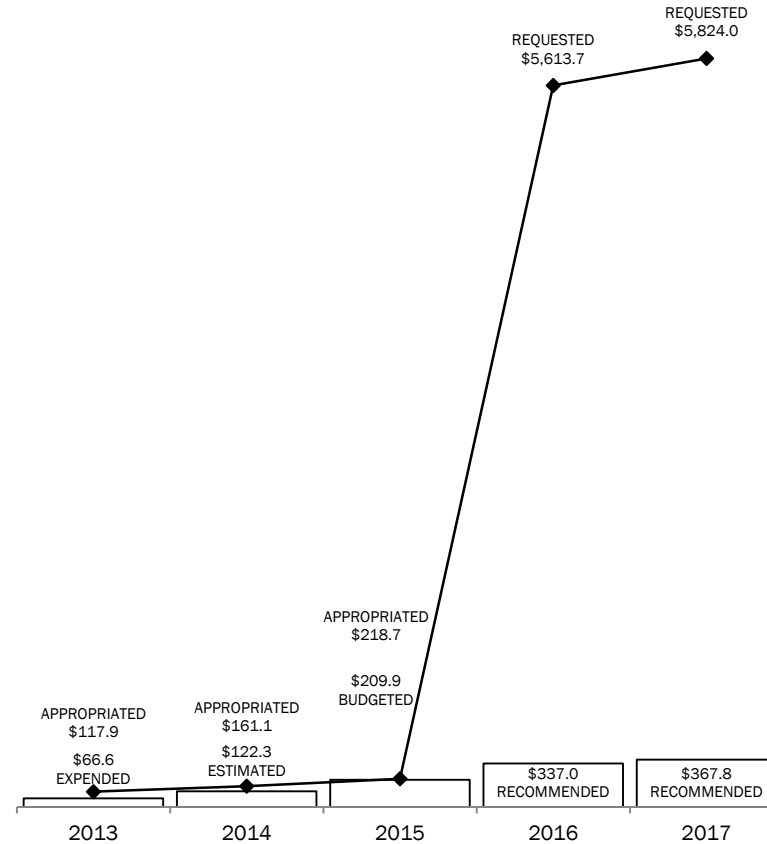 REQUESTED
$5,824.0
REQUESTED
$5,613.7
APPROPRIATED
$218.7
$209.9
BUDGETED
APPROPRIATED
$161.1
APPROPRIATED
$117.9
$122.3
ESTIMATED
$66.6
EXPENDED
$337.0
RECOMMENDED
$367.8
RECOMMENDED
2013
2014
2015
2016
2017